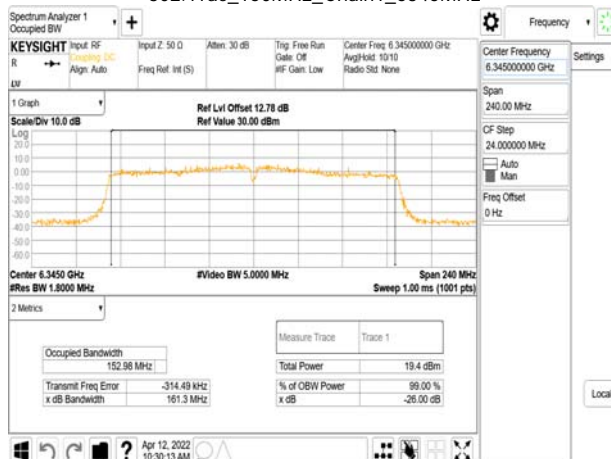 Spectrum Analyzer 1
Occupied BW
+
Frequency
KEYSIGHT
R
LXI
Input: RF
Coupling: DC
Align: Auto
Input Z: 50 Ω
Freq Ref: Int (S)
Atten: 30 dB
Trig: Free Run
Gate: Off
#IF Gain: Low
Center Freq: 6.345000000 GHz
Avg|Hold: 10/10
Radio Std: None
Center Frequency
6.345000000 GHz
Settings
Span
240.00 MHz
CF Step
24.000000 MHz
Auto
Man
Freq Offset
0 Hz
Local
1 Graph
Scale/Div 10.0 dB
Ref Lvl Offset 12.78 dB
Ref Value 30.00 dBm
Log
20.0
10.0
0.00
-10.0
-20.0
-30.0
-40.0
-50.0
-60.0
Center 6.3450 GHz
#Video BW 5.0000 MHz
Span 240 MHz
#Res BW 1.8000 MHz
Sweep 1.00 ms (1001 pts)
2 Metrics
Measure Trace
Trace 1
Occupied Bandwidth
152.98 MHz
Total Power
19.4 dBm
Transmit Freq Error
-314.49 kHz
% of OBW Power
99.00 %
x dB Bandwidth
161.3 MHz
x dB
-26.00 dB
?
Apr 12, 2022
10:30:13 AM